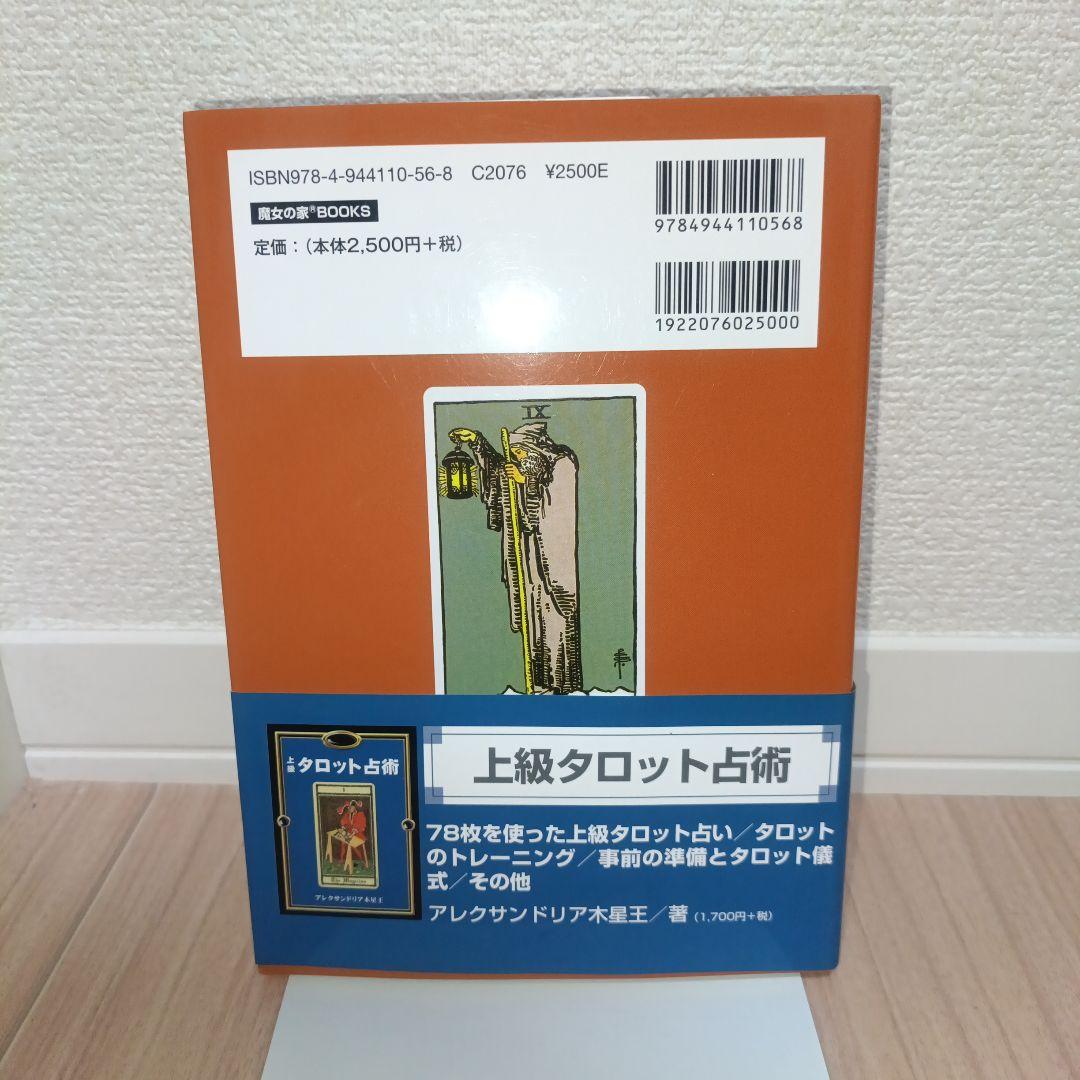 ISBN978-4-944110-56-8 C2076 ¥2500E
魔女の家®BOOKS
定価：（本体2,500円＋税）
9784944110568
1922076025000
IX
上級タロット占術
I
The Magician
アレクサンドリア木星王
上級タロット占術
78枚を使った上級タロット占い／タロット
のトレーニング／事前の準備とタロット儀
式／その他
アレクサンドリア木星王／著（1,700円＋税）